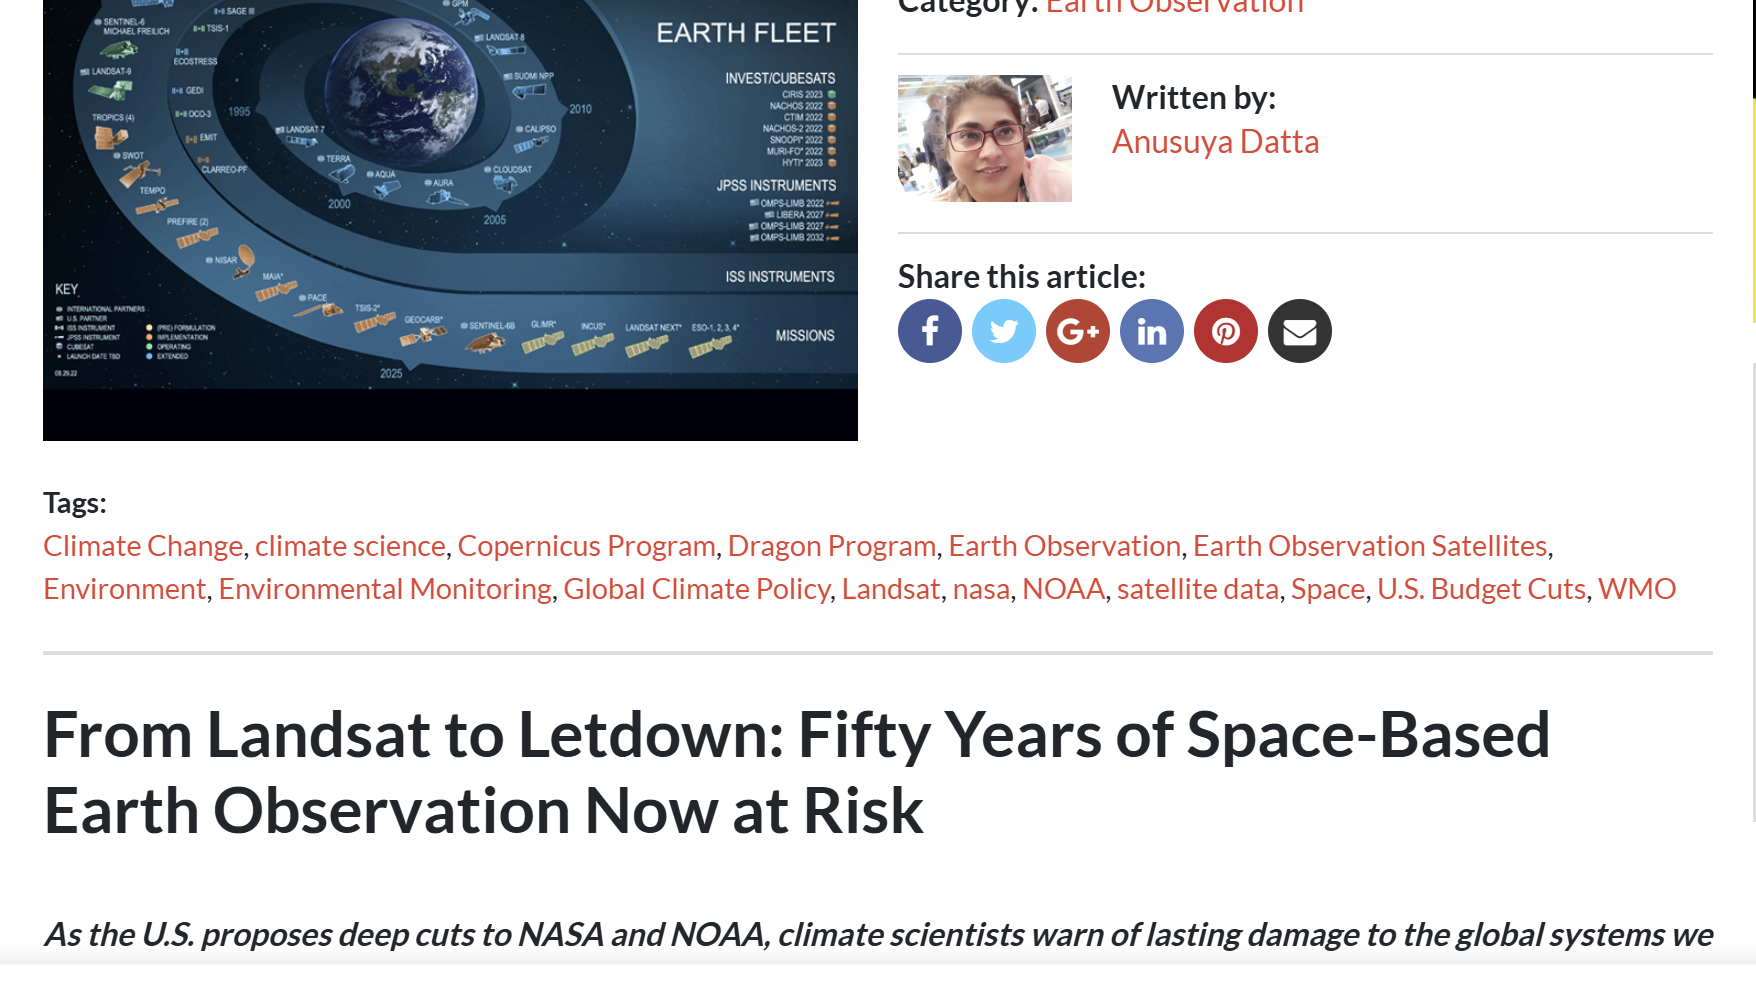 GPM
SENTINEL-6
MICHAEL FREILICH
SAGE III
TSIS-1
LANDSAT 8
EARTH FLEET
ECOSTRESS
LANDSAT-9
SUOMI NPP
INVEST/CUBESATS
GEDI
CIRIS 2023
NACHOS 2022
CTIM 2022
NACHOS-2 2022
SNOOPI* 2022
MURI-FO* 2022
HYTI* 2023
1995
2010
OCO-3
TROPICS (4)
LANDSAT 7
CALIPSO
EMIT
SWOT
TERRA
CLARREO-PF
AQUA
AURA
CLOUDSAT
TEMPO
2000
2005
JPSS INSTRUMENTS
OMPS-LIMB 2022
LIBERA 2027
OMPS-LIMB 2027
OMPS-LIMB 2032
PREFIRE (2)
NISAR
MAIA*
ISS INSTRUMENTS
PACE
TSIS-2*
GEOCARB*
SENTINEL-6B
GLIMR*
INCUS*
LANDSAT NEXT*
ESO-1, 2, 3, 4*
MISSIONS
2025
KEY
INTERNATIONAL PARTNERS
U.S. PARTNER
ISS INSTRUMENT
JPSS INSTRUMENT
CUBESAT
LAUNCH DATE TBD
(PRE) FORMULATION
IMPLEMENTATION
OPERATING
EXTENDED
08.29.22
Category: Earth Observation
Written by:
Anusuya Datta
Share this article:
Tags:
Climate Change, climate science, Copernicus Program, Dragon Program, Earth Observation, Earth Observation Satellites,
Environment, Environmental Monitoring, Global Climate Policy, Landsat, nasa, NOAA, satellite data, Space, U.S. Budget Cuts, WMO
From Landsat to Letdown: Fifty Years of Space-Based
Earth Observation Now at Risk
As the U.S. proposes deep cuts to NASA and NOAA, climate scientists warn of lasting damage to the global systems we